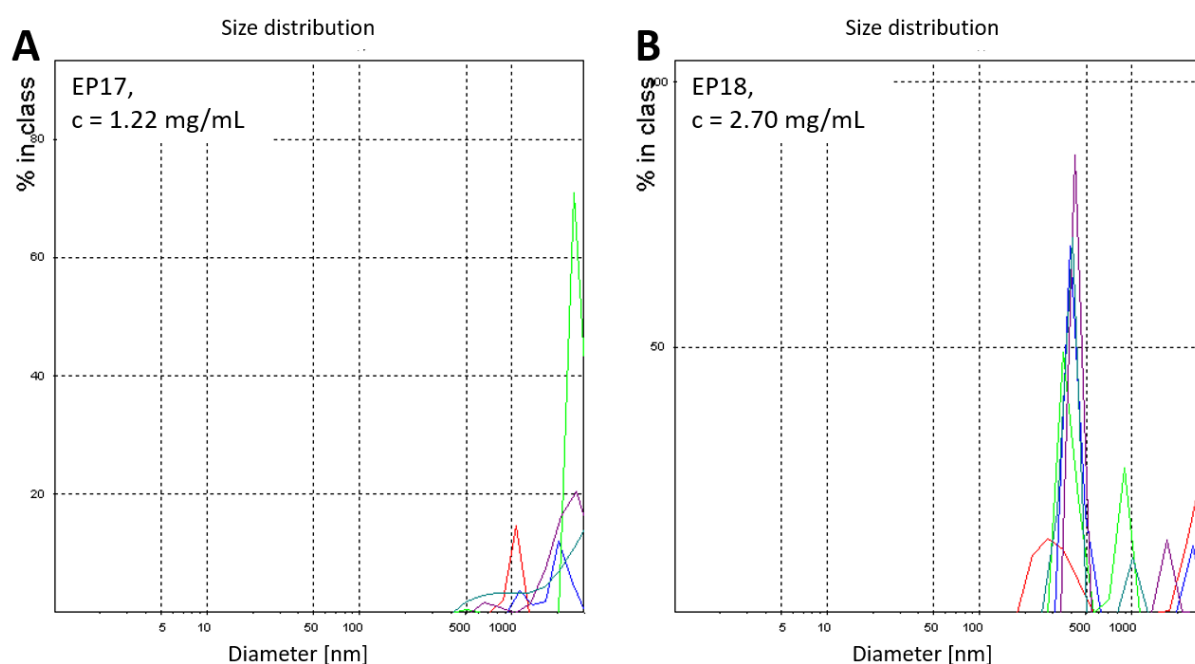 A
Size distribution
EP17,
c = 1.22 mg/mL
% in class
80
60
40
20
5 10 50 100 500 1000
Diameter [nm]
B
Size distribution
EP18,
c = 2.70 mg/mL
% in class
50
5 10 50 100 500 1000
Diameter [nm]